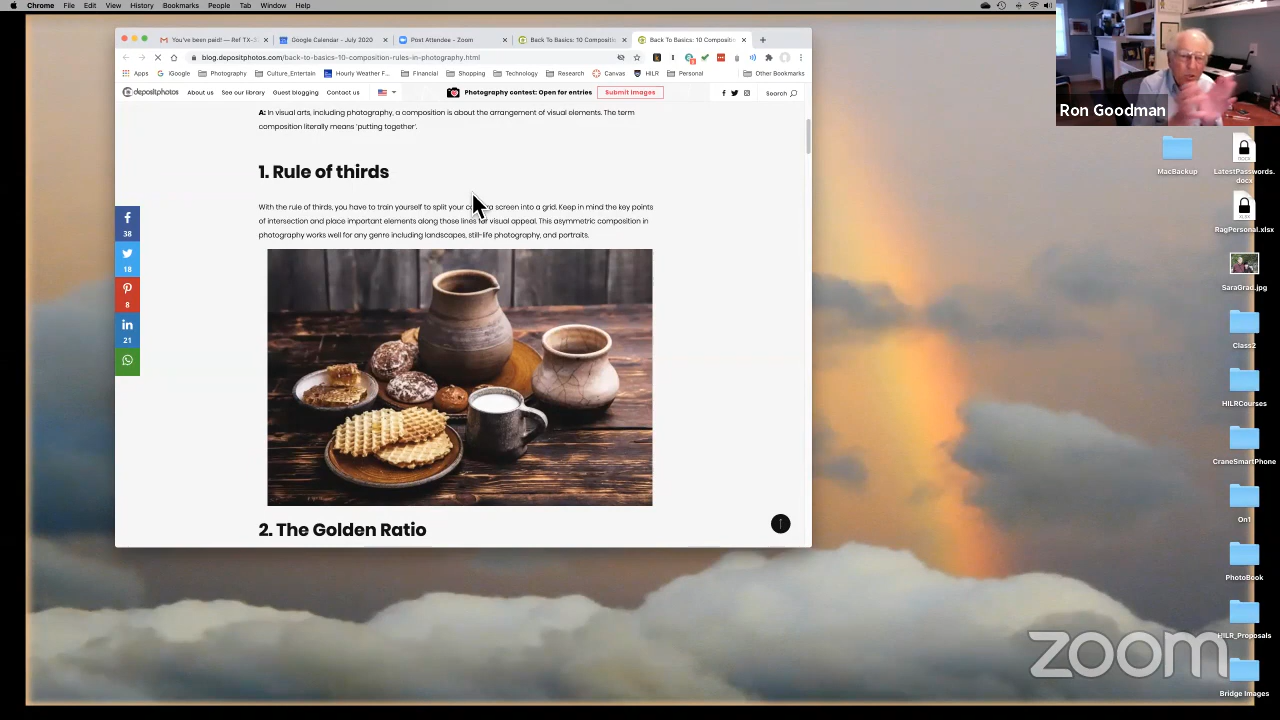 Chrome File Edit View History Bookmarks People Tab Window Help
You've been paid! — Ref TX-
Google Calendar - July 2020
Post Attendee - Zoom
Back To Basics: 10 Compositi
Back To Basics: 10 Compositi
blog.depositphotos.com/back-to-basics-10-composition-rules-in-photography.html
Apps iGoogle Photography Culture_Entertain Hourly Weather F... Financial Shopping Technology Research Canvas HILR Personal Other Bookmarks
depositphotos About us See our library Guest blogging Contact us Photography contest: Open for entries Submit Images Search
A: In visual arts, including photography, a composition is about the arrangement of visual elements. The term
composition literally means 'putting together'.
1. Rule of thirds
With the rule of thirds, you have to train yourself to split your screen into a grid. Keep in mind the key points
of intersection and place important elements along those lines for visual appeal. This asymmetric composition in
photography works well for any genre including landscapes, still-life photography, and portraits.
38
18
8
21
2. The Golden Ratio
Ron Goodman
MacBackup
LatestPasswords.
docx
RagPersonal.xlsx
SaraGrad.jpg
Class2
HILRCourses
CraneSmartPhone
On1
PhotoBook
HILR_Proposals
Bridge Images
zoom